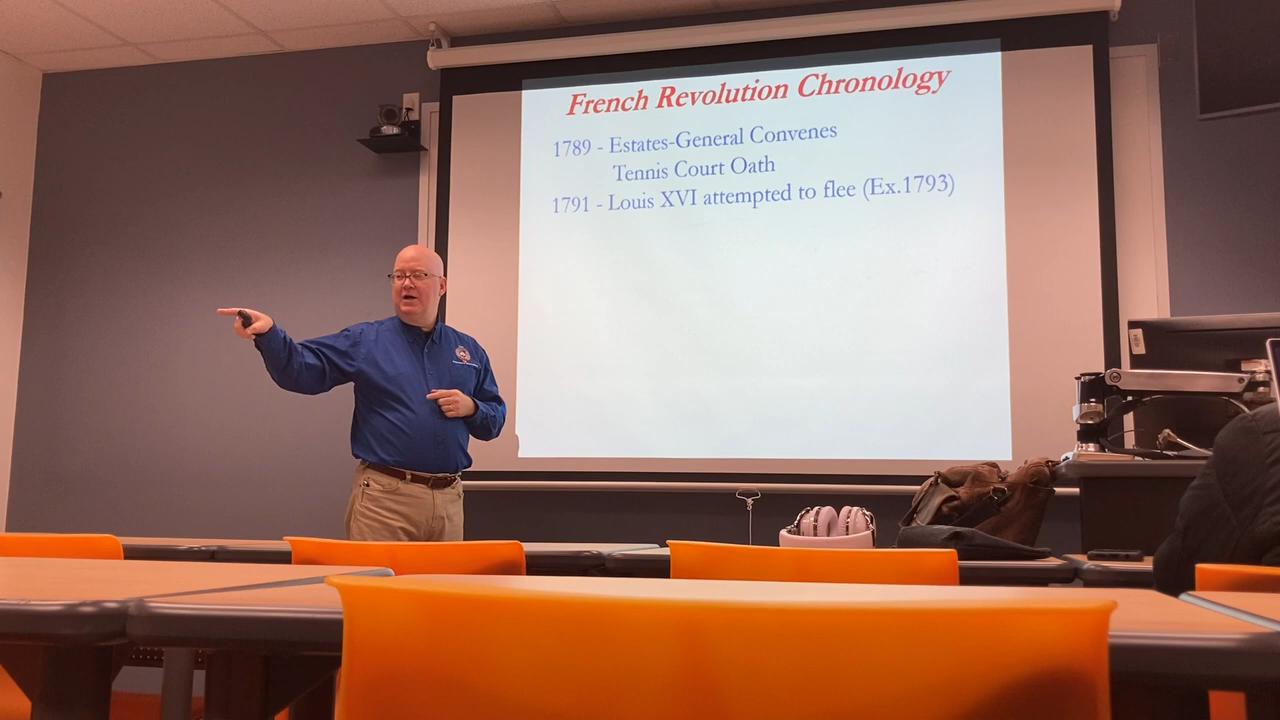 French Revolution Chronology
1789 - Estates-General Convenes
Tennis Court Oath
1791 - Louis XVI attempted to flee (Ex.1793)